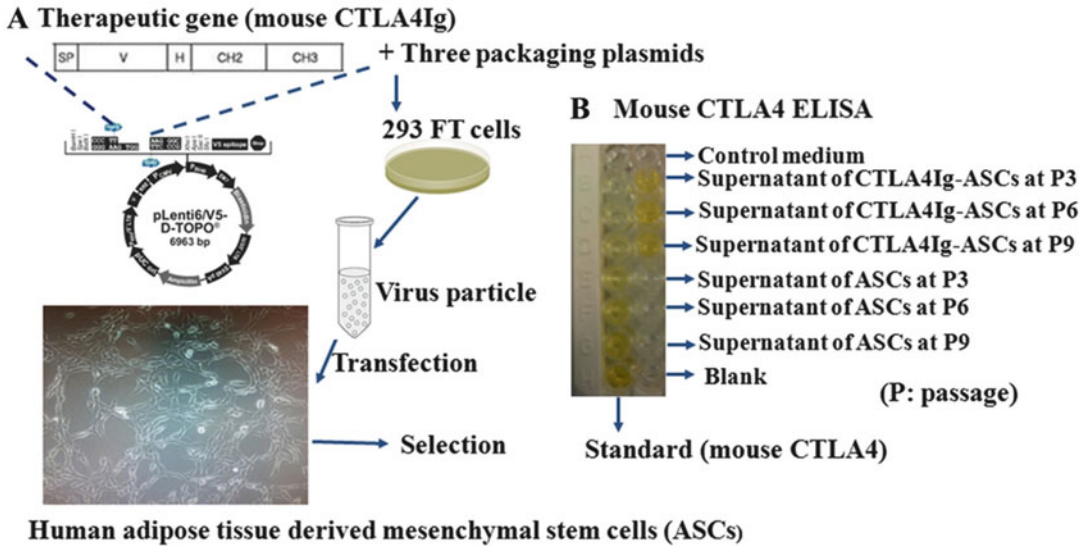 A Therapeutic gene (mouse CTLA4Ig)
SP V H CH2 CH3
+ Three packaging plasmids
293 FT cells
V5 epitope
pLenti6/V5-
D-TOPO®
6963 bp
pUC ori
Ampicillin
Virus particle
Transfection
Selection
Human adipose tissue derived mesenchymal stem cells (ASCs)
B Mouse CTLA4 ELISA
Control medium
Supernatant of CTLA4Ig-ASCs at P3
Supernatant of CTLA4Ig-ASCs at P6
Supernatant of CTLA4Ig-ASCs at P9
Supernatant of ASCs at P3
Supernatant of ASCs at P6
Supernatant of ASCs at P9
Blank
(P: passage)
Standard (mouse CTLA4)